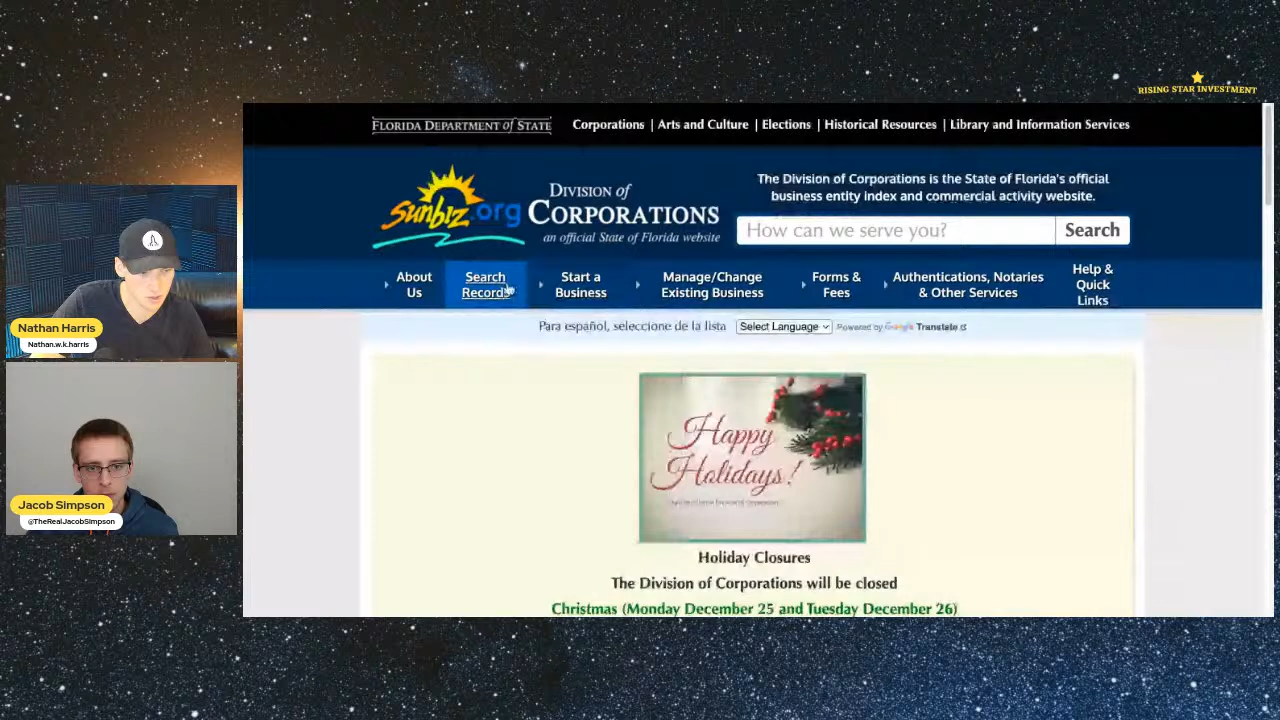 RISING STAR INVESTMENT
FLORIDA DEPARTMENT of STATE
Corporations | Arts and Culture | Elections | Historical Resources | Library and Information Services
The Division of Corporations is the State of Florida's official
business entity index and commercial activity website.
sunbiz.org
DIVISION of
CORPORATIONS
an official State of Florida website
How can we serve you?
Search
About
Us
Search
Records
Start a
Business
Manage/Change
Existing Business
Forms &
Fees
Authentications, Notaries
& Other Services
Help &
Quick
Links
Para español, seleccione de la lista
Select Language
Powered by Google Translate
Nathan Harris
Nathan.w.k.harris
Happy
Holidays!
Jacob Simpson
@TheRealJacobSimpson
Holiday Closures
The Division of Corporations will be closed
Christmas (Monday December 25 and Tuesday December 26)